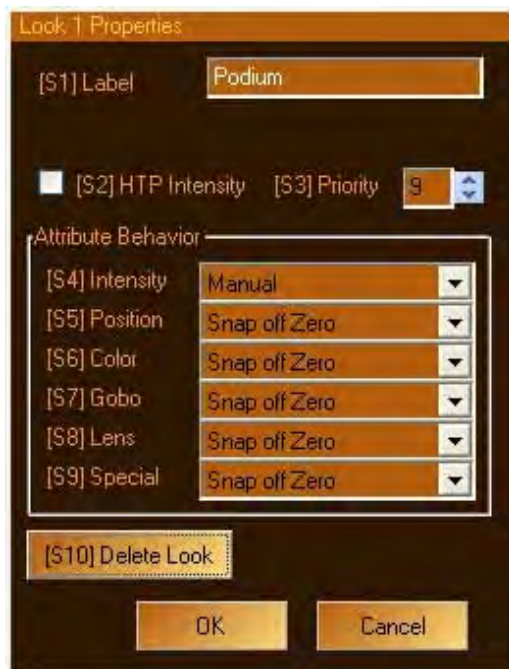 Look 1 Properties
[S1] Label Podium
[S2] HTP Intensity [S3] Priority 9
Attribute Behavior
[S4] Intensity Manual
[S5] Position Snap off Zero
[S6] Color Snap off Zero
[S7] Gobo Snap off Zero
[S8] Lens Snap off Zero
[S9] Special Snap off Zero
[S10] Delete Look
OK Cancel